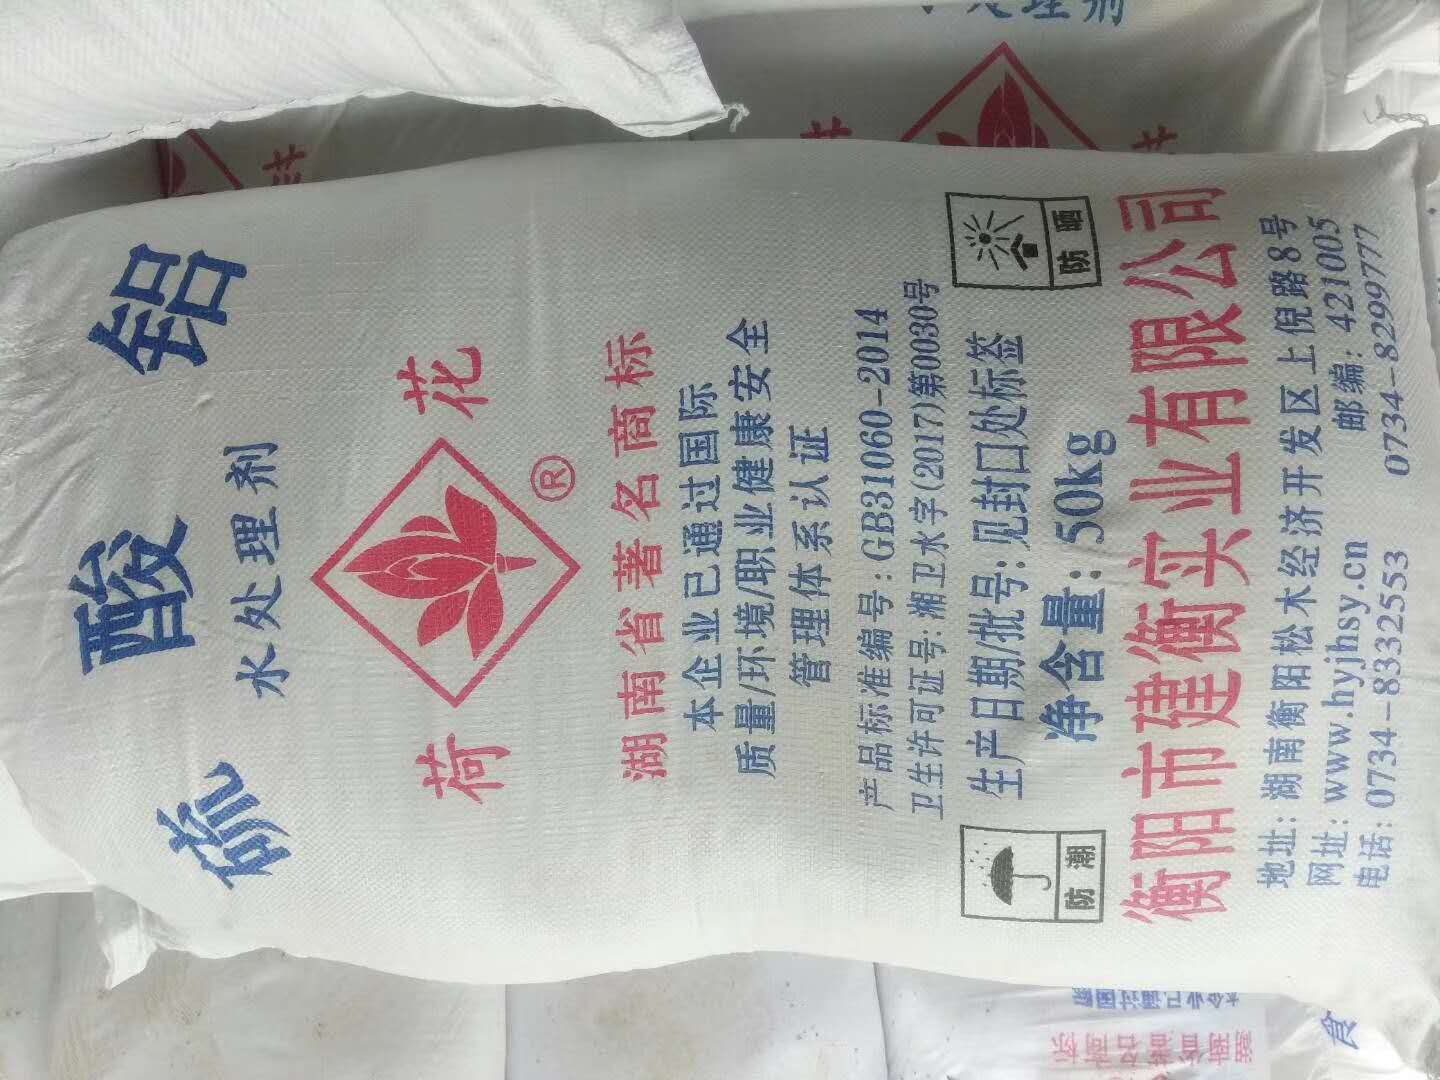 硫酸铝
水处理剂
荷花
®
湖南省著名商标
本企业已通过国际
质量/环境/职业健康安全
管理体系认证
产品标准编号:GB31060-2014
卫生许可证号:湘卫水字(2017)第0030号
生产日期/批号:见封口处标签
净含量:50kg
防潮
防晒
衡阳市建衡实业有限公司
地址:湖南衡阳松木经济开发区上倪路8号
网址:www.hyjhsy.cn 邮编:421005
电话:0734-8332553 0734-8299777
处理剂
食